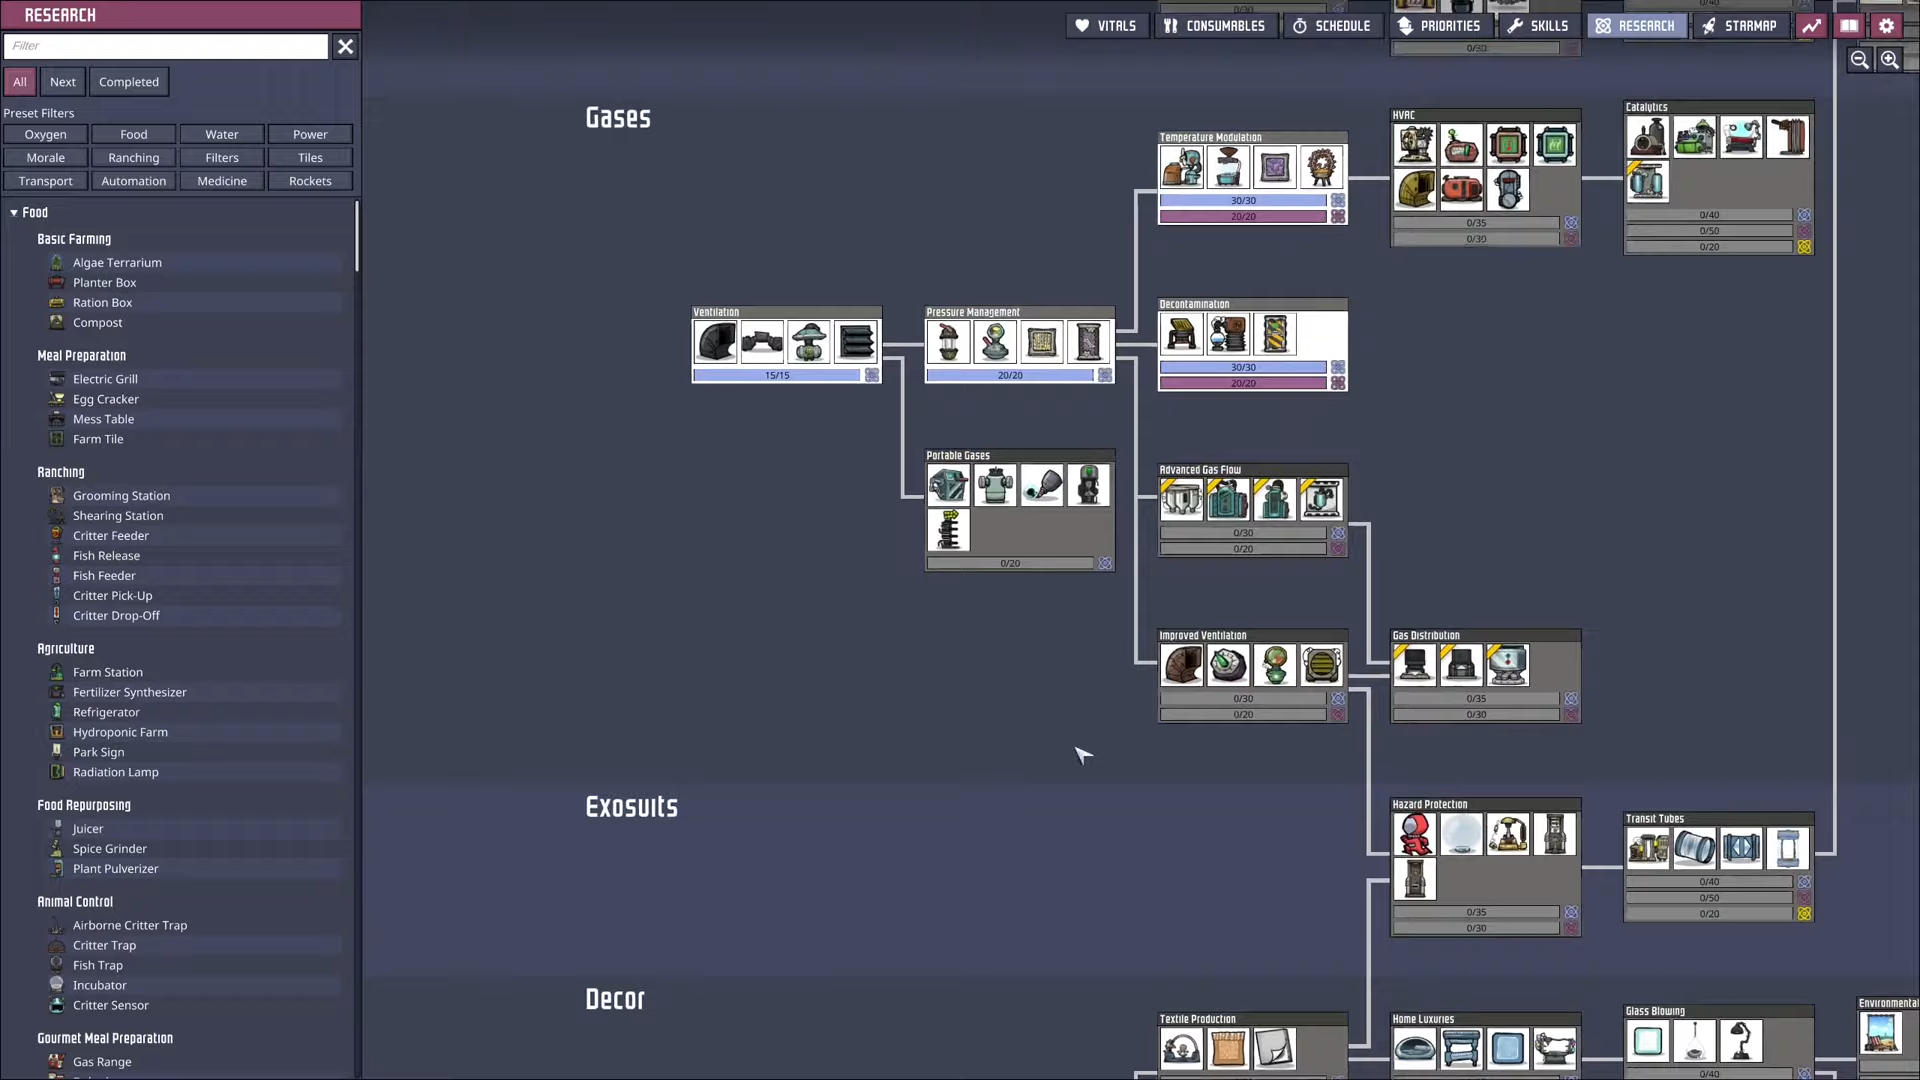 RESEARCH
Filter
All Next Completed
Preset Filters
Oxygen Food Water Power
Morale Ranching Filters Tiles
Transport Automation Medicine Rockets
Food
Basic Farming
Algae Terrarium
Planter Box
Ration Box
Compost
Meal Preparation
Electric Grill
Egg Cracker
Mess Table
Farm Tile
Ranching
Grooming Station
Shearing Station
Critter Feeder
Fish Release
Fish Feeder
Critter Pick-Up
Critter Drop-Off
Agriculture
Farm Station
Fertilizer Synthesizer
Refrigerator
Hydroponic Farm
Park Sign
Radiation Lamp
Food Repurposing
Juicer
Spice Grinder
Plant Pulverizer
Animal Control
Airborne Critter Trap
Critter Trap
Fish Trap
Incubator
Critter Sensor
Gourmet Meal Preparation
Gas Range
VITALS CONSUMABLES SCHEDULE PRIORITIES SKILLS RESEARCH STARMAP
0/30
Gases
Temperature Modulation
30/30
20/20
HVAC
0/35
0/30
Catalytics
0/40
0/50
0/20
Ventilation
15/15
Pressure Management
20/20
Decontamination
30/30
20/20
Portable Gases
0/20
Advanced Gas Flow
0/30
0/20
Improved Ventilation
0/30
0/20
Gas Distribution
0/35
0/30
Exosuits
Hazard Protection
0/35
0/30
Transit Tubes
0/40
0/50
0/20
Decor
Textile Production
Home Luxuries
Glass Blowing
0/40
Environmental